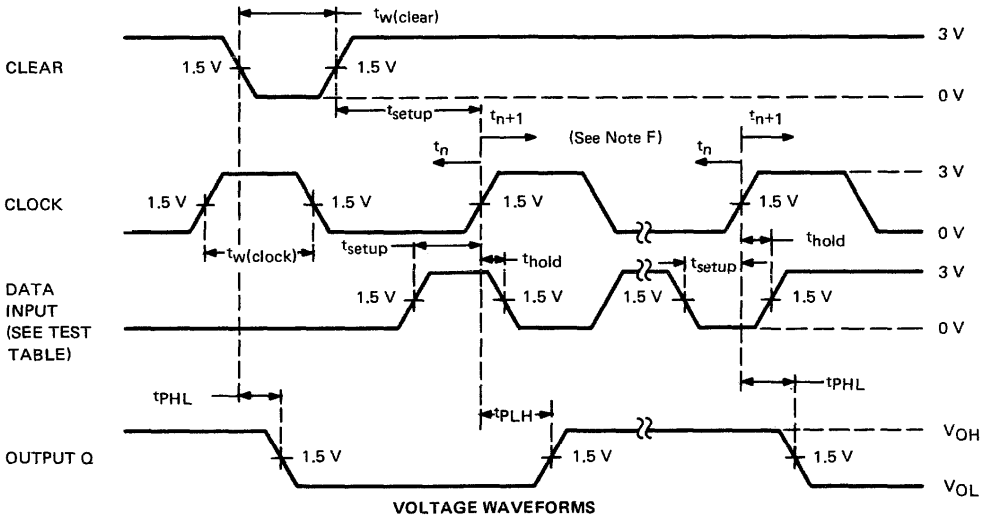 tw(clear)
3 V
CLEAR
1.5 V
1.5 V
0 V
tsetup
tn+1
(See Note F)
tn+1
tn
tn
3 V
CLOCK
1.5 V
1.5 V
1.5 V
1.5 V
0 V
tw(clock)
tsetup
thold
tsetup
thold
3 V
DATA
INPUT
(SEE TEST
TABLE)
1.5 V
1.5 V
1.5 V
1.5 V
0 V
tPHL
tPLH
tPHL
VOH
OUTPUT Q
1.5 V
1.5 V
1.5 V
VOL
VOLTAGE WAVEFORMS